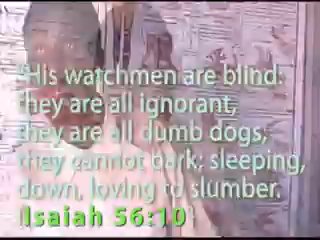 "His watchmen are blind:
they are all ignorant,
they are all dumb dogs,
they cannot bark; sleeping,
down, loving to slumber.
Isaiah 56:10